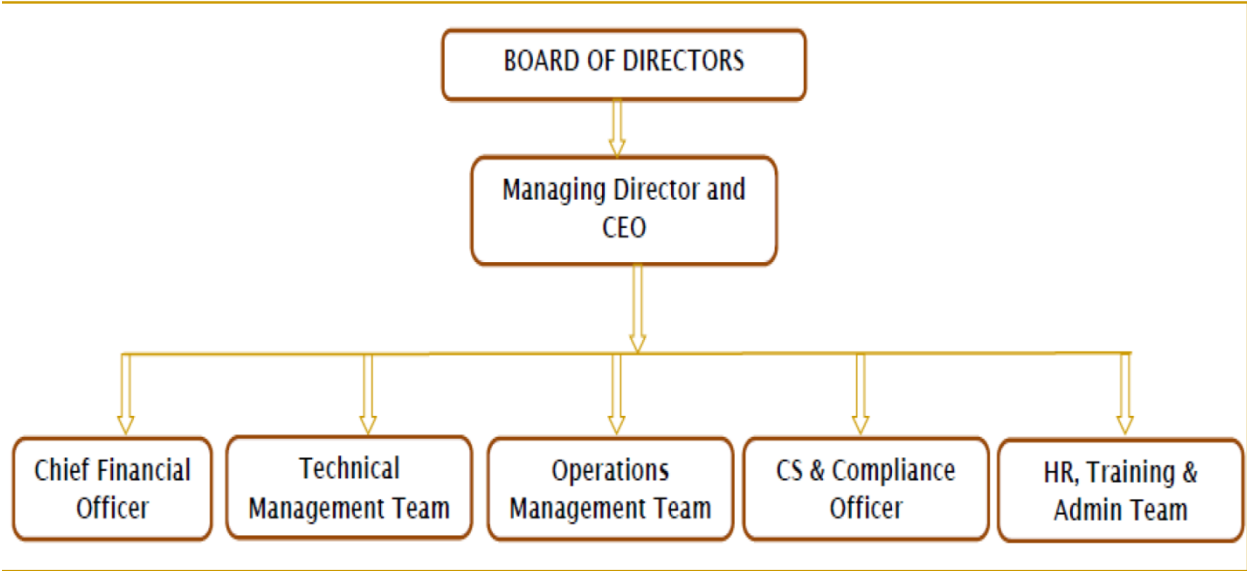 BOARD OF DIRECTORS
Managing Director and
CEO
Chief Financial
Officer
Technical
Management Team
Operations
Management Team
CS & Compliance
Officer
HR, Training &
Admin Team